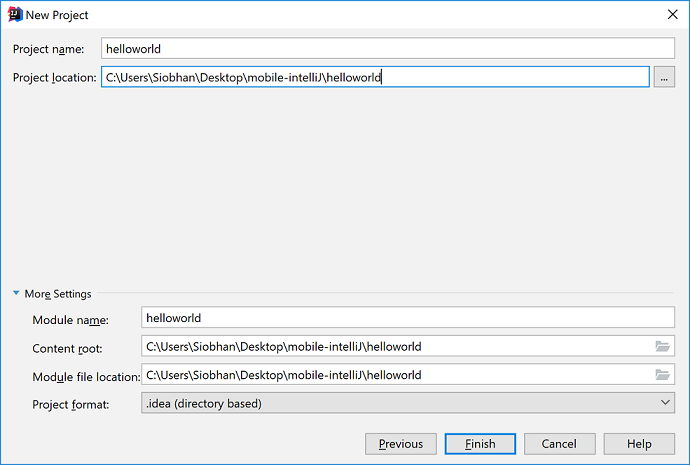 New Project
Project name: helloworld
Project location: C:\Users\Siobhan\Desktop\mobile-intelliJ\helloworld ...
More Settings
Module name: helloworld
Content root: C:\Users\Siobhan\Desktop\mobile-intelliJ\helloworld
Module file location: C:\Users\Siobhan\Desktop\mobile-intelliJ\helloworld
Project format: .idea (directory based)
Previous Finish Cancel Help